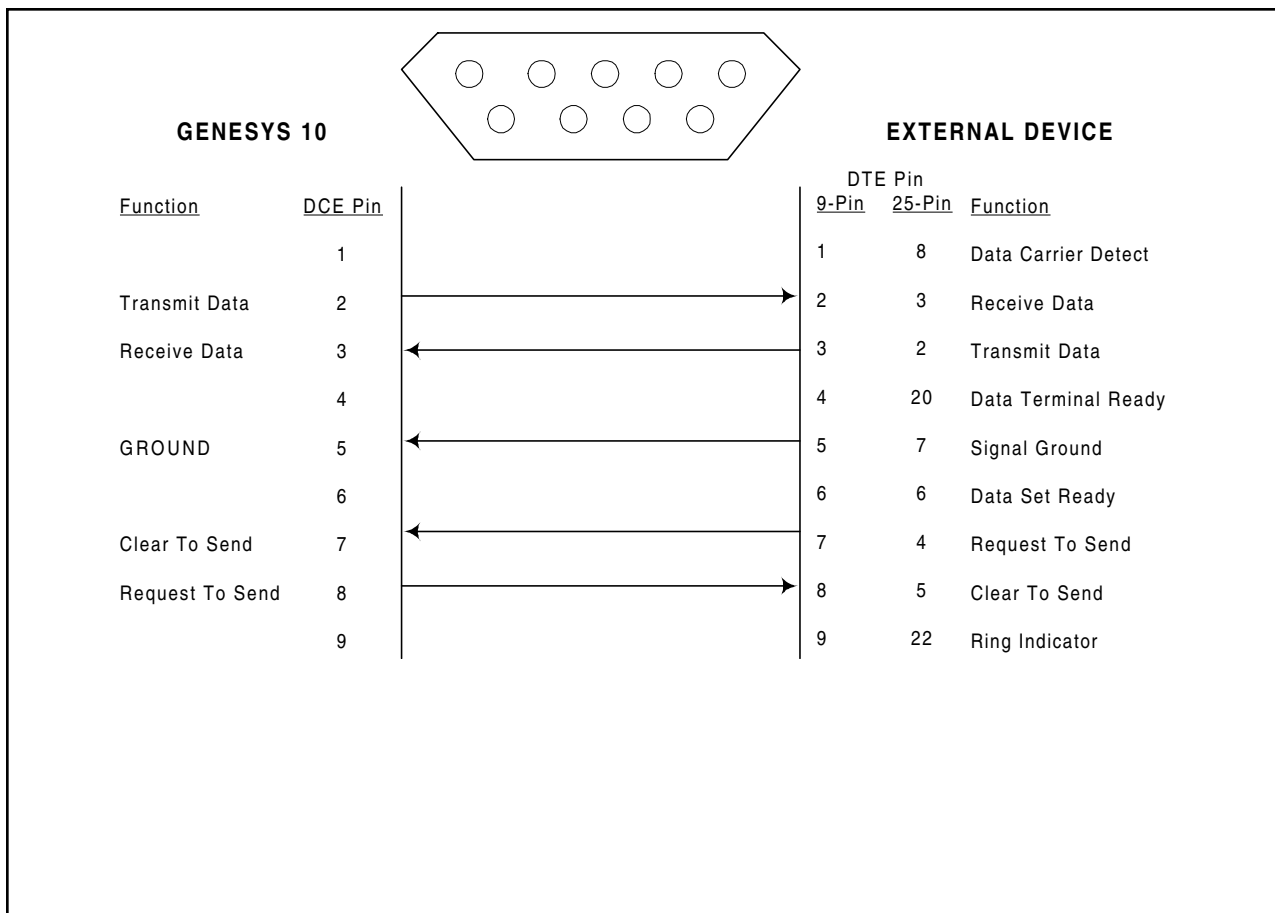 GENESYS 10 EXTERNAL DEVICE
DTE Pin
Function DCE Pin 9-Pin 25-Pin Function
1 1 8 Data Carrier Detect
Transmit Data 2 2 3 Receive Data
Receive Data 3 3 2 Transmit Data
4 4 20 Data Terminal Ready
GROUND 5 5 7 Signal Ground
6 6 6 Data Set Ready
Clear To Send 7 7 4 Request To Send
Request To Send 8 8 5 Clear To Send
9 9 22 Ring Indicator